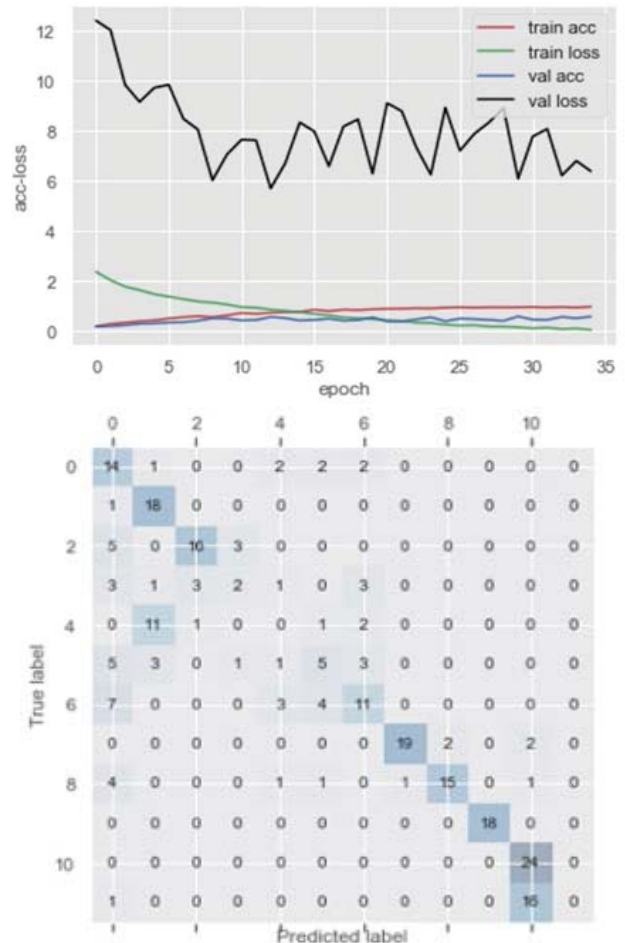 12
10
8
6
4
2
0
acc-loss
train acc
train loss
val acc
val loss
0 5 10 15 20 25 30 35
epoch
0 2 4 6 8 10
0 14 1 0 0 2 2 2 0 0 0 0 0
1 18 0 0 0 0 0 0 0 0 0 0
2 5 0 16 3 0 0 0 0 0 0 0 0
3 1 3 2 1 0 3 0 0 0 0 0
4 0 11 1 0 0 1 2 0 0 0 0 0
5 3 0 1 1 5 3 0 0 0 0 0
6 7 0 0 0 3 4 11 0 0 0 0 0
0 0 0 0 0 0 0 19 2 0 2 0
8 4 0 0 0 1 1 0 1 15 0 1 0
0 0 0 0 0 0 0 0 0 18 0 0
10 0 0 0 0 0 0 0 0 0 0 24 0
1 0 0 0 0 0 0 0 0 0 16 0
True label
Predicted label